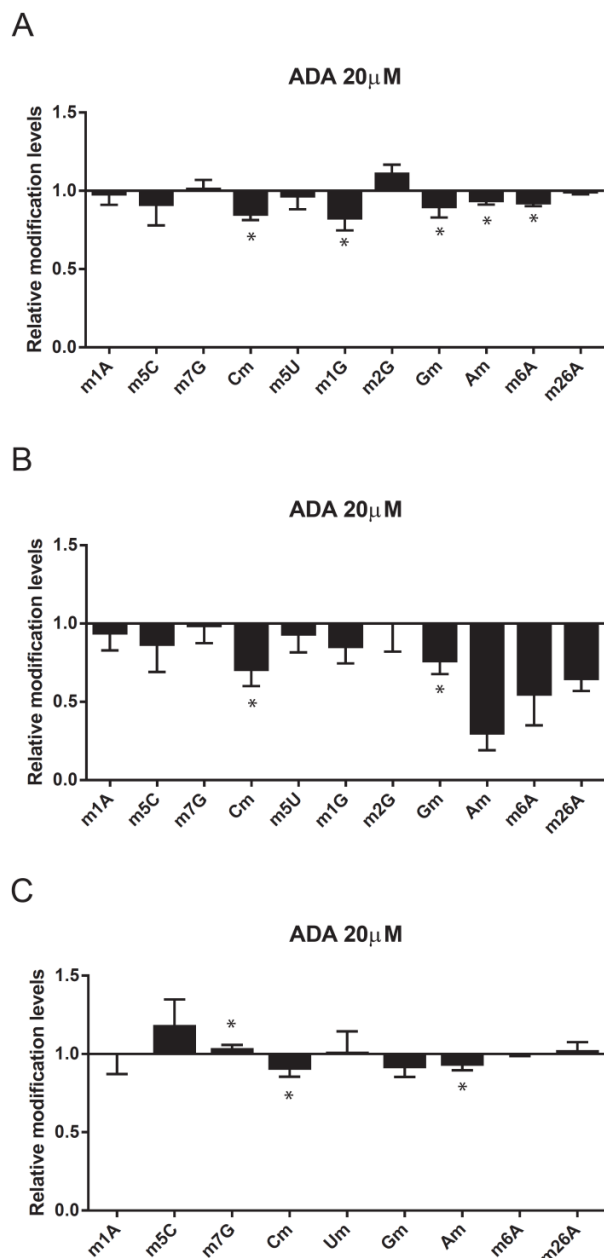 A
ADA 20μM
Relative modification levels
1.5
1.0
0.5
0.0
* * * * *
m1A m5C m7G Cm m5U m1G m2G Gm Am m6A m26A
B
ADA 20μM
Relative modification levels
1.5
1.0
0.5
0.0
* *
m1A m5C m7G Cm m5U m1G m2G Gm Am m6A m26A
C
ADA 20μM
Relative modification levels
1.5
1.0
0.5
0.0
* * *
m1A m5C m7G Cm Um Gm Am m6A m26A